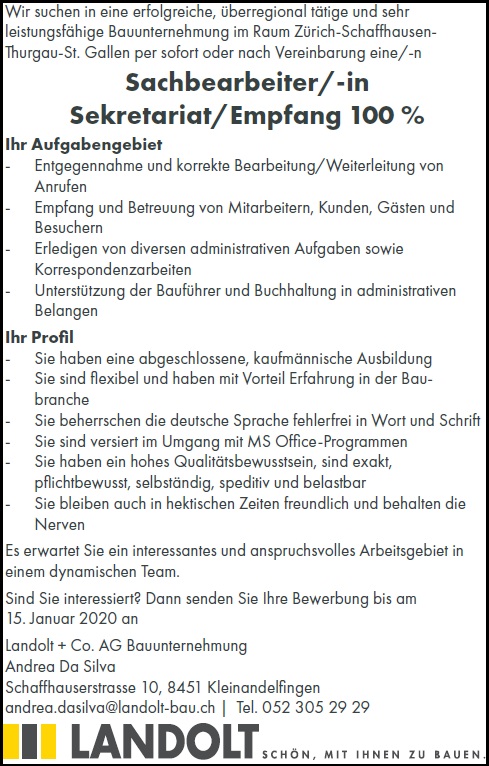 Wir suchen in eine erfolgreiche, überregional tätige und sehr
leistungsfähige Bauunternehmung im Raum Zürich-Schaffhausen-
Thurgau-St. Gallen per sofort oder nach Vereinbarung eine/-n
Sachbearbeiter/-in
Sekretariat/Empfang 100 %
Ihr Aufgabengebiet
- Entgegennahme und korrekte Bearbeitung/Weiterleitung von
Anrufen
- Empfang und Betreuung von Mitarbeitern, Kunden, Gästen und
Besuchern
- Erledigen von diversen administrativen Aufgaben sowie
Korrespondenzarbeiten
- Unterstützung der Bauführer und Buchhaltung in administrativen
Belangen
Ihr Profil
- Sie haben eine abgeschlossene, kaufmännische Ausbildung
- Sie sind flexibel und haben mit Vorteil Erfahrung in der Bau-
branche
- Sie beherrschen die deutsche Sprache fehlerfrei in Wort und Schrift
- Sie sind versiert im Umgang mit MS Office-Programmen
- Sie haben ein hohes Qualitätsbewusstsein, sind exakt,
pflichtbewusst, selbständig, speditiv und belastbar
- Sie bleiben auch in hektischen Zeiten freundlich und behalten die
Nerven
Es erwartet Sie ein interessantes und anspruchsvolles Arbeitsgebiet in
einem dynamischen Team.
Sind Sie interessiert? Dann senden Sie Ihre Bewerbung bis am
15. Januar 2020 an
Landolt + Co. AG Bauunternehmung
Andrea Da Silva
Schaffhauserstrasse 10, 8451 Kleinandelfingen
andrea.dasilva@landolt-bau.ch | Tel. 052 305 29 29
LANDOLT SCHÖN, MIT IHNEN ZU BAUEN.